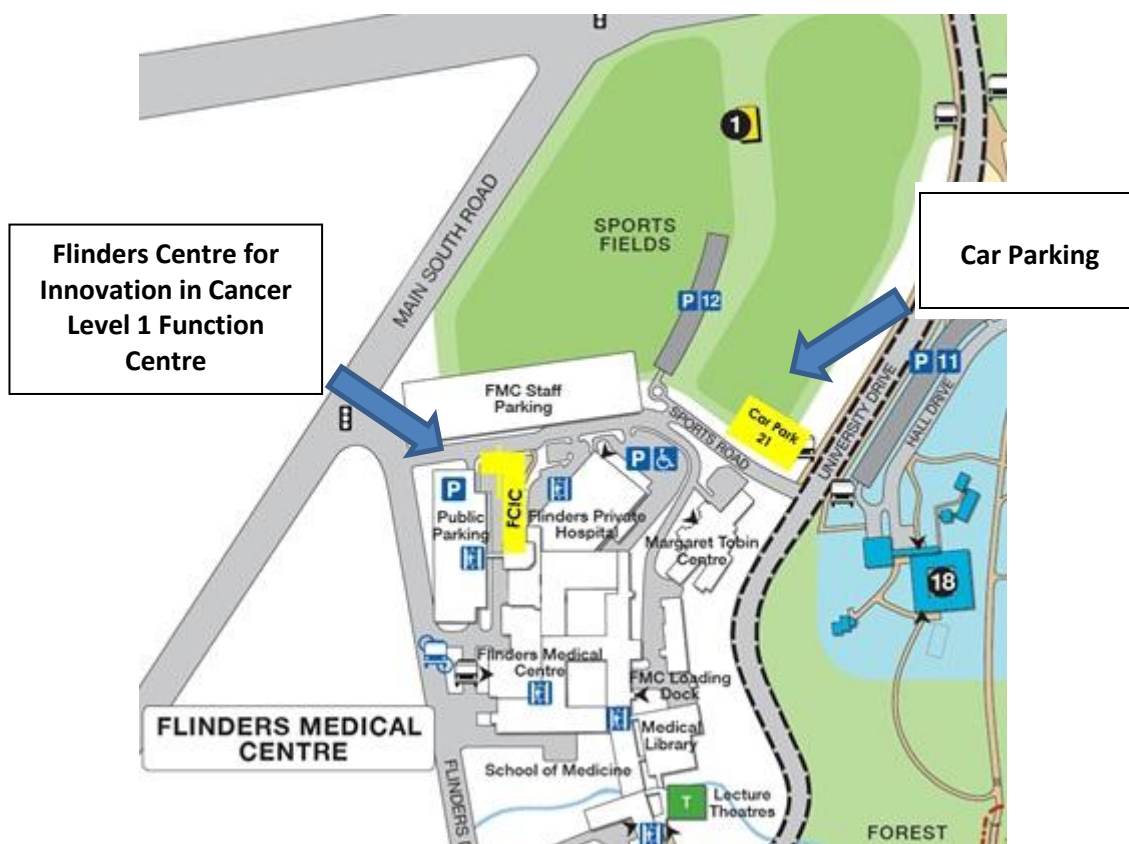 1
SPORTS
FIELDS
MAIN SOUTH ROAD
Flinders Centre for
Innovation in Cancer
Level 1 Function
Centre
Car Parking
P 12
P 11
UNIVERSITY DRIVE
HALL DRIVE
FMC Staff
Parking
SPORTS ROAD
Car Park
21
P
P
Public
Parking
FCIC
Flinders Private
Hospital
Margaret Tobin
Centre
18
Flinders Medical
Centre
FMC Loading
Dock
FLINDERS MEDICAL
CENTRE
Medical
Library
School of Medicine
FLINDERS
T
Lecture
Theatres
FOREST